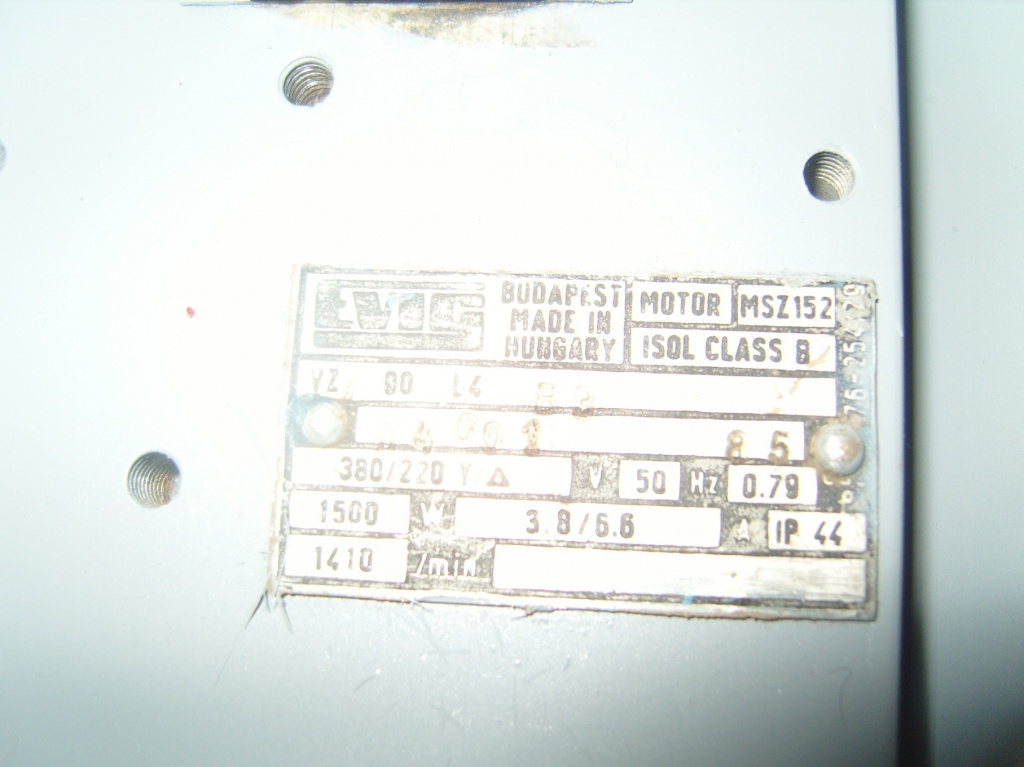 EVIG
BUDAPEST
MADE IN
HUNGARY
MOTOR MSZ152
ISOL CLASS B
VZ 90 L4
85
380/220 Y/△ V 50 Hz 0.79
1500 W 3.8/6.6 A IP 44
1410 /min